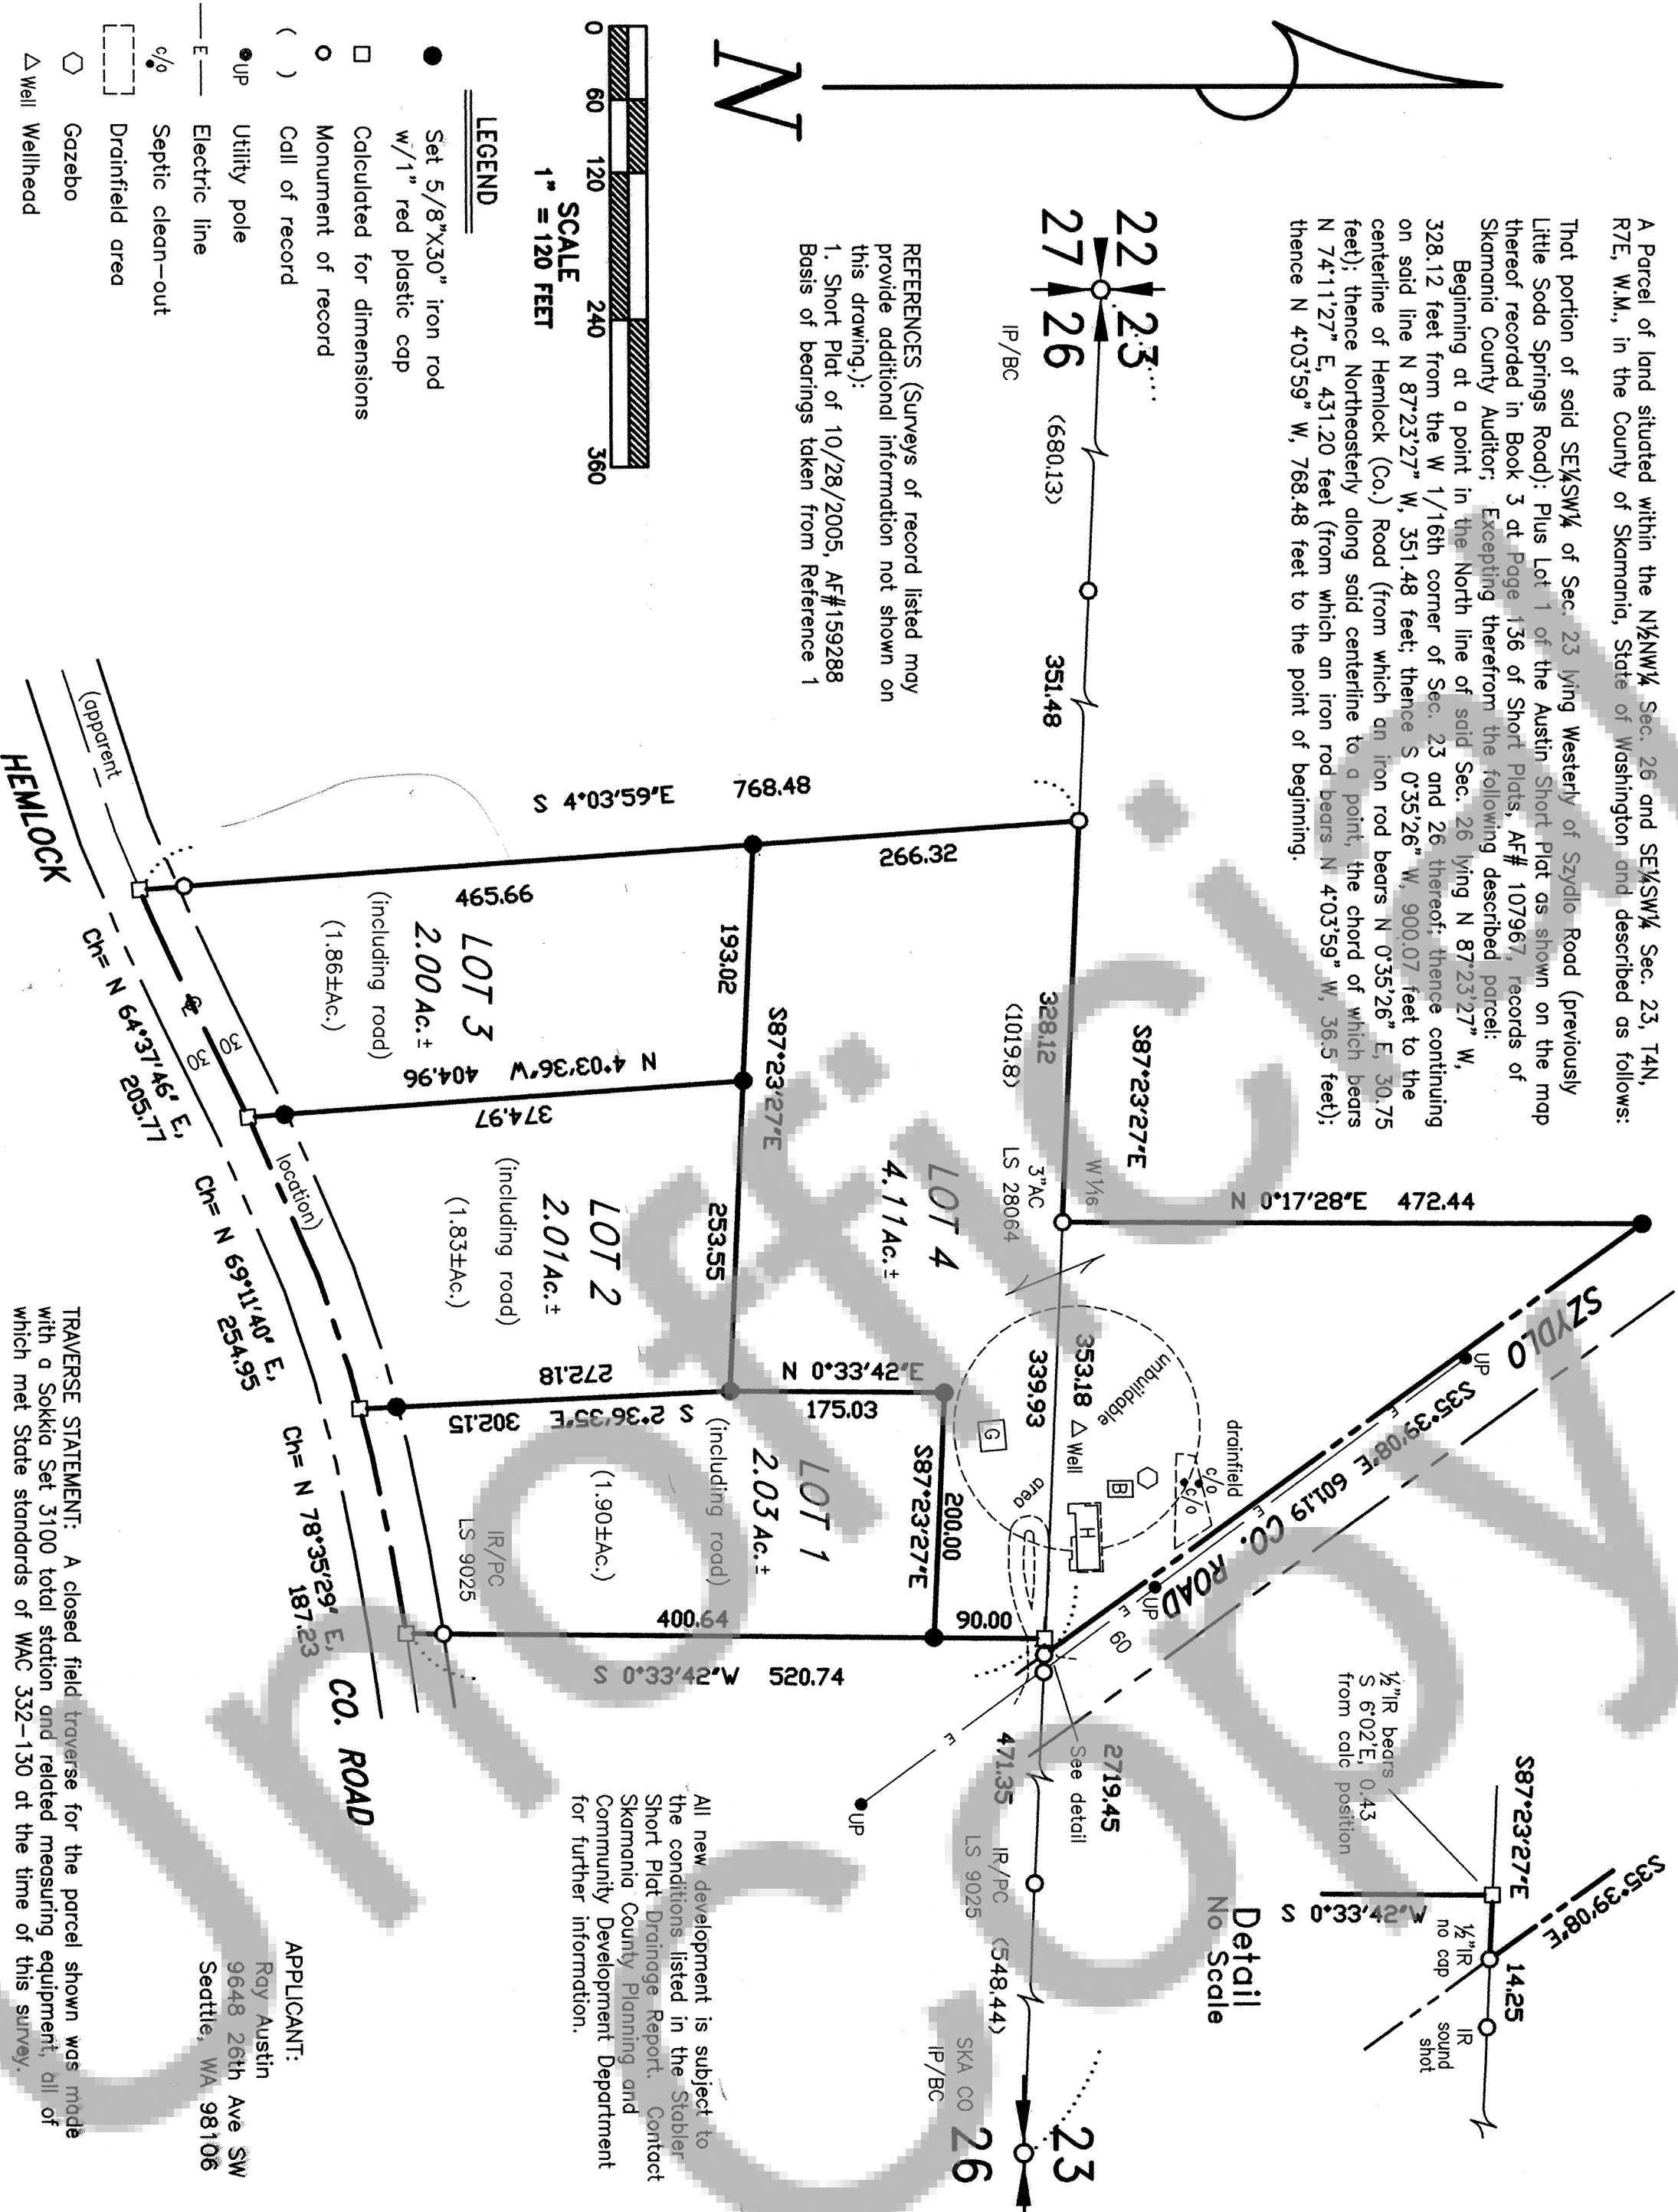 A Parcel of land situated within the N½NW¼ Sec. 26 and SE¼SW¼ Sec. 23, T4N,
R7E, W.M., in the County of Skamania, State of Washington and described as follows:
That portion of said SE¼SW¼ of Sec. 23 lying Westerly of Szydlo Road (previously
Little Soda Springs Road): Plus Lot 1 of the Austin Short Plat as shown on the map
thereof recorded in Book 3 at Page 136 of Short Plats, AF# 107967, records of
Skamania County Auditor; Excepting therefrom the following described parcel:
Beginning at a point in the North line of said Sec. 26 lying N 87°23'27" W,
328.12 feet from the W 1/16th corner of Sec. 23 and 26 thereof; thence continuing
on said line N 87°23'27" W, 351.48 feet; thence S 0°35'26" W, 900.07 feet to the
centerline of Hemlock (Co.) Road (from which an iron rod bears N 0°35'26" E, 30.75
feet); thence Northeasterly along said centerline to a point, the chord of which bears
N 74°11'27" E, 431.20 feet (from which an iron rod bears N 4°03'59" W, 36.5 feet);
thence N 4°03'59" W, 768.48 feet to the point of beginning.
S35°39'08"E
S87°23'27"E
14.25
½"IR
no cap
IR
sound
shot
S 0°33'42"W
½"IR bears
S 6°02'E, 0.43
from calc position
Detail
No Scale
SZYDLO CO. ROAD
N 0°17'28"E 472.44
UP
S35°39'08"E 601.19
E
E
drainfield
c/o
c/o
UP
E
60
22 23
27 26
IP/BC
(680.13)
351.48
S87°23'27"E
328.12
(1019.8)
W 1/16
3"AC
LS 28064
unbuildable
area
353.18
339.93
Well
B
H
G
2719.45
See detail
471.35
IR/PC
LS 9025
(548.44)
SKA CO
IP/BC
23
26
E
UP
REFERENCES (Surveys of record listed may
provide additional information not shown on
this drawing.):
1. Short Plat of 10/28/2005, AF#159288
Basis of bearings taken from Reference 1
N
0 60 120 240 360
SCALE
1" = 120 FEET
LEGEND
Set 5/8"X30" iron rod
w/1" red plastic cap
Calculated for dimensions
Monument of record
( ) Call of record
UP Utility pole
E Electric line
c/o Septic clean-out
Drainfield area
Gazebo
Well Wellhead
S 4°03'59"E 768.48
266.32
465.66
LOT 4
4.11Ac.±
S87°23'27"E
193.02
253.55
LOT 3
2.00Ac.±
(including road)
(1.86±Ac.)
N 4°03'36"W 404.96
374.97
LOT 2
2.01Ac.±
(including road)
(1.83±Ac.)
N 0°33'42"E
175.03
S87°23'27"E
200.00
90.00
LOT 1
2.03Ac.±
(including road)
(1.90±Ac.)
272.18
S 2°36'35"E 302.15
400.64
S 0°33'42"W 520.74
IR/PC
LS 9025
(apparent
location)
30
30
HEMLOCK CO. ROAD
Ch= N 64°37'46" E,
205.77
Ch= N 69°11'40" E,
254.95
Ch= N 78°35'29" E,
187.23
All new development is subject to
the conditions listed in the Stabler
Short Plat Drainage Report. Contact
Skamania County Planning and
Community Development Department
for further information.
APPLICANT:
Ray Austin
9648 26th Ave SW
Seattle, WA 98106
TRAVERSE STATEMENT: A closed field traverse for the parcel shown was made
with a Sokkia Set 3100 total station and related measuring equipment, all of
which met State standards of WAC 332-130 at the time of this survey.
Unofficial
Copy